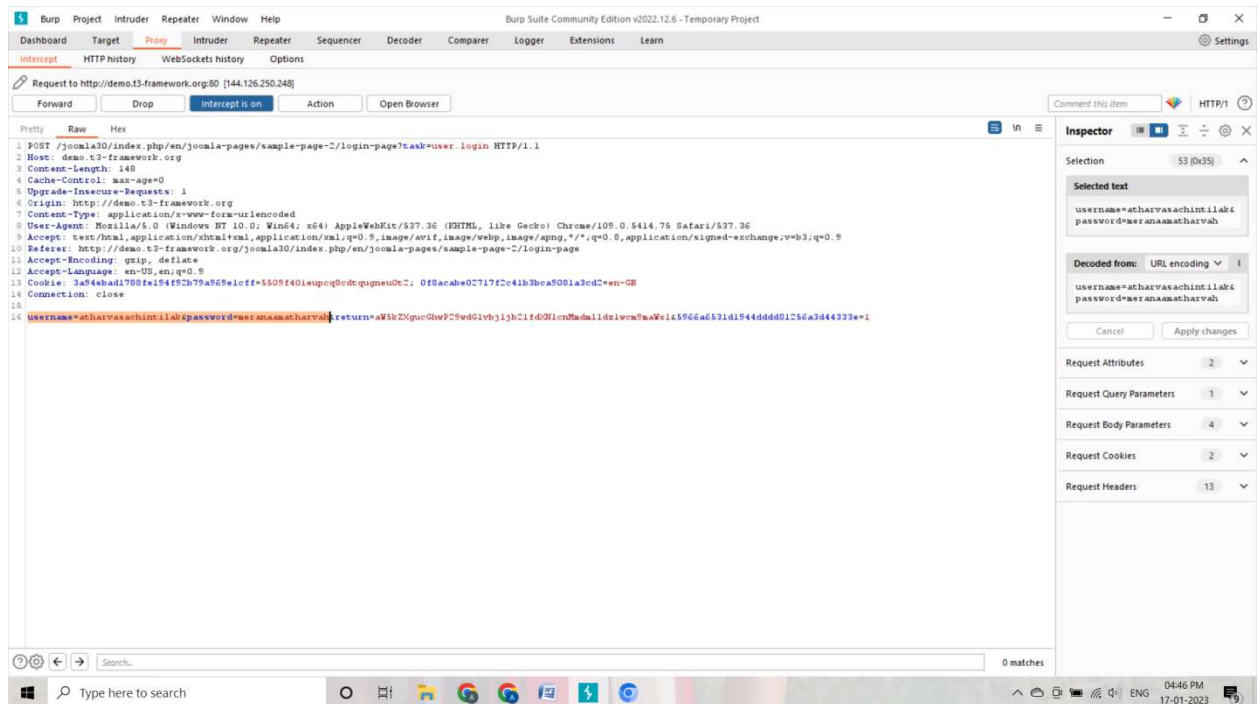 Burp Project Intruder Repeater Window Help
Burp Suite Community Edition v2022.12.6 - Temporary Project
Dashboard Target Proxy Intruder Repeater Sequencer Decoder Comparer Logger Extensions Learn
Settings
Intercept HTTP history WebSockets history Options
Request to http://demo.t3-framework.org:80 [144.126.250.248]
Forward Drop Intercept is on Action Open Browser
Comment this item HTTP/1
Pretty Raw Hex
\n
1 POST /joomla30/index.php/en/joomla-pages/sample-page-2/login-page?task=user.login HTTP/1.1
2 Host: demo.t3-framework.org
3 Content-Length: 148
4 Cache-Control: max-age=0
5 Upgrade-Insecure-Requests: 1
6 Origin: http://demo.t3-framework.org
7 Content-Type: application/x-www-form-urlencoded
8 User-Agent: Mozilla/5.0 (Windows NT 10.0; Win64; x64) AppleWebKit/537.36 (KHTML, like Gecko) Chrome/109.0.5414.75 Safari/537.36
9 Accept: text/html,application/xhtml+xml,application/xml;q=0.9,image/avif,image/webp,image/apng,*/*;q=0.8,application/signed-exchange;v=b3;q=0.9
10 Referer: http://demo.t3-framework.org/joomla30/index.php/en/joomla-pages/sample-page-2/login-page
11 Accept-Encoding: gzip, deflate
12 Accept-Language: en-US,en;q=0.9
13 Cookie:
14 Connection: close
15
16 username=atharvasachintilak&password=meranaamatharvah&return=
Inspector
Selection 53 (0x35)
Selected text
username=atharvasachintilak&
password=meranaamatharvah
Decoded from: URL encoding
username=atharvasachintilak&
password=meranaamatharvah
Cancel Apply changes
Request Attributes 2
Request Query Parameters 1
Request Body Parameters 4
Request Cookies 2
Request Headers 13
Search...
0 matches
Type here to search
ENG
04:46 PM
17-01-2023
9